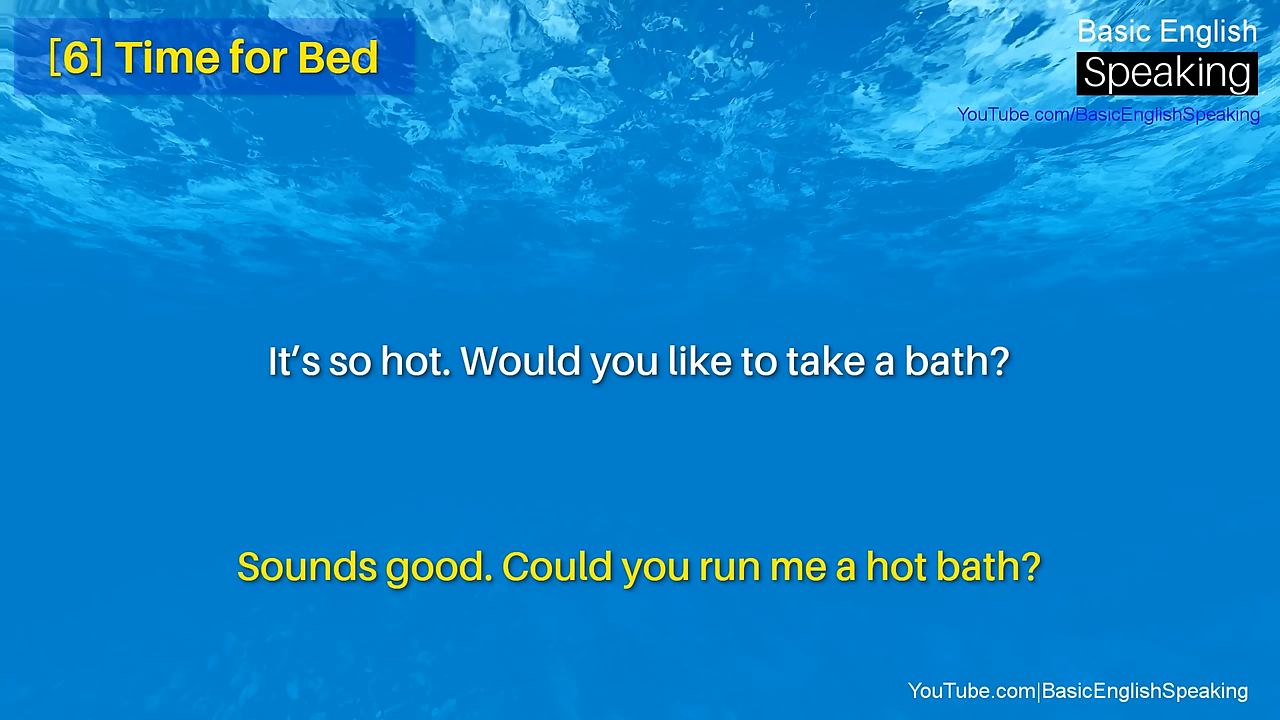 [6] Time for Bed
Basic English
Speaking
YouTube.com/BasicEnglishSpeaking
It’s so hot. Would you like to take a bath?
Sounds good. Could you run me a hot bath?
YouTube.com|BasicEnglishSpeaking